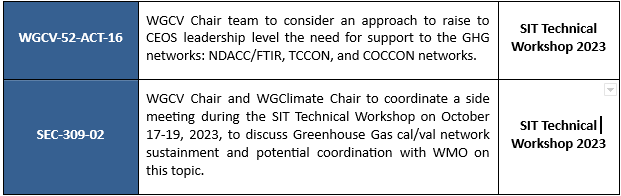 WGCV-52-ACT-16
WGCV Chair team to consider an approach to raise to
CEOS leadership level the need for support to the GHG
networks: NDACC/FTIR, TCCON, and COCCON networks.
SIT Technical
Workshop 2023
SEC-309-02
WGCV Chair and WGClimate Chair to coordinate a side
meeting during the SIT Technical Workshop on October
17-19, 2023, to discuss Greenhouse Gas cal/val network
sustainment and potential coordination with WMO on
this topic.
SIT Technical
Workshop 2023